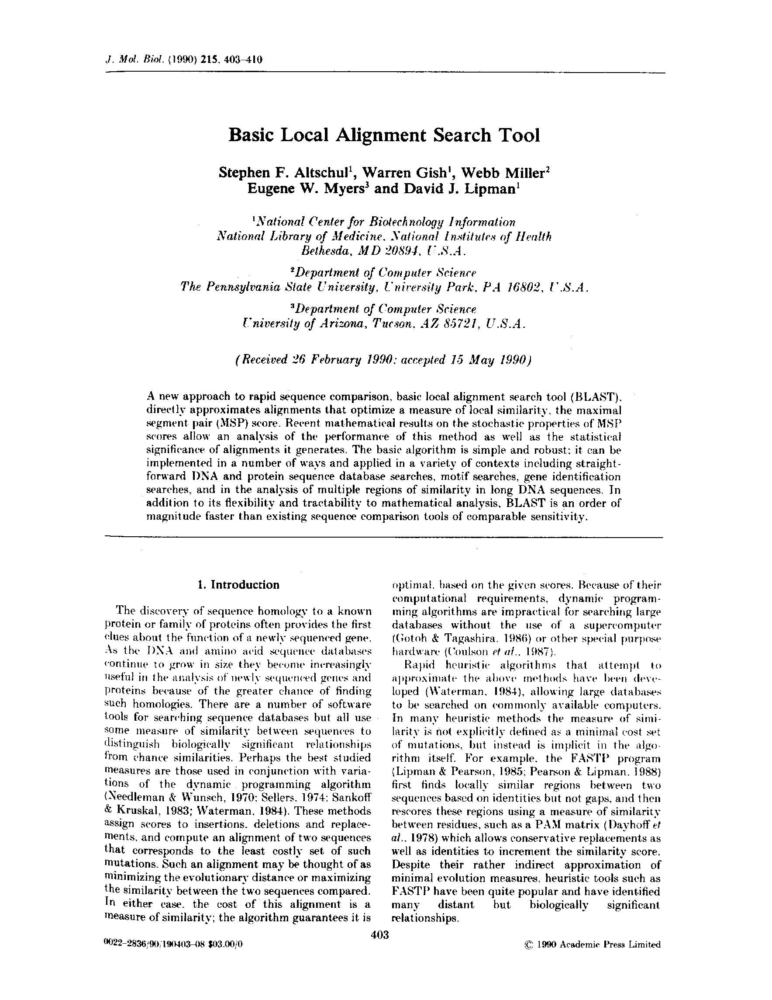 J. Mol. Biol. (1990) 215, 403–410
Basic Local Alignment Search Tool
Stephen F. Altschul¹, Warren Gish¹, Webb Miller²
Eugene W. Myers³ and David J. Lipman¹
¹National Center for Biotechnology Information
National Library of Medicine, National Institutes of Health
Bethesda, MD 20894, U.S.A.
²Department of Computer Science
The Pennsylvania State University, University Park, PA 16802, U.S.A.
³Department of Computer Science
University of Arizona, Tucson, AZ 85721, U.S.A.
(Received 26 February 1990; accepted 15 May 1990)
A new approach to rapid sequence comparison, basic local alignment search tool (BLAST),
directly approximates alignments that optimize a measure of local similarity, the maximal
segment pair (MSP) score. Recent mathematical results on the stochastic properties of MSP
scores allow an analysis of the performance of this method as well as the statistical
significance of alignments it generates. The basic algorithm is simple and robust; it can be
implemented in a number of ways and applied in a variety of contexts including straight-
forward DNA and protein sequence database searches, motif searches, gene identification
searches, and in the analysis of multiple regions of similarity in long DNA sequences. In
addition to its flexibility and tractability to mathematical analysis, BLAST is an order of
magnitude faster than existing sequence comparison tools of comparable sensitivity.
1. Introduction
The discovery of sequence homology to a known
protein or family of proteins often provides the first
clues about the function of a newly sequenced gene.
As the DNA and amino acid sequence databases
continue to grow in size they become increasingly
useful in the analysis of newly sequenced genes and
proteins because of the greater chance of finding
such homologies. There are a number of software
tools for searching sequence databases but all use
some measure of similarity between sequences to
distinguish biologically significant relationships
from chance similarities. Perhaps the best studied
measures are those used in conjunction with varia-
tions of the dynamic programming algorithm
(Needleman & Wunsch, 1970; Sellers, 1974; Sankoff
& Kruskal, 1983; Waterman, 1984). These methods
assign scores to insertions, deletions and replace-
ments, and compute an alignment of two sequences
that corresponds to the least costly set of such
mutations. Such an alignment may be thought of as
minimizing the evolutionary distance or maximizing
the similarity between the two sequences compared.
In either case, the cost of this alignment is a
measure of similarity; the algorithm guarantees it is
optimal, based on the given scores. Because of their
computational requirements, dynamic program-
ming algorithms are impractical for searching large
databases without the use of a supercomputer
(Gotoh & Tagashira, 1986) or other special purpose
hardware (Coulson et al., 1987).
Rapid heuristic algorithms that attempt to
approximate the above methods have been deve-
loped (Waterman, 1984), allowing large databases
to be searched on commonly available computers.
In many heuristic methods the measure of simi-
larity is not explicitly defined as a minimal cost set
of mutations, but instead is implicit in the algo-
rithm itself. For example, the FASTP program
(Lipman & Pearson, 1985; Pearson & Lipman, 1988)
first finds locally similar regions between two
sequences based on identities but not gaps, and then
rescores these regions using a measure of similarity
between residues, such as a PAM matrix (Dayhoff et
al., 1978) which allows conservative replacements as
well as identities to increment the similarity score.
Despite their rather indirect approximation of
minimal evolution measures, heuristic tools such as
FASTP have been quite popular and have identified
many distant but biologically significant
relationships.
403
0022–2836/90/190403–08 $03.00/0
© 1990 Academic Press Limited